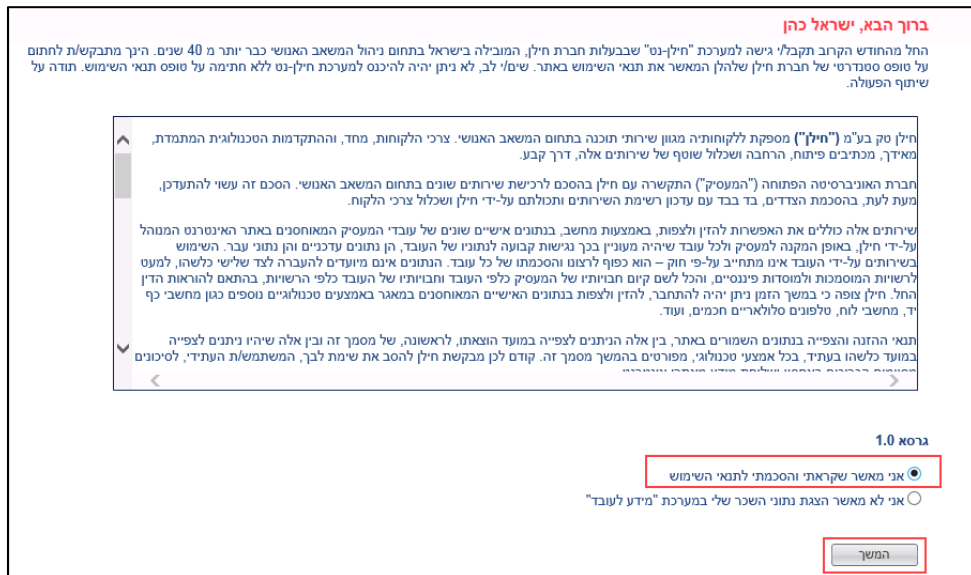 ברוך הבא, ישראל כהן
החל מהחודש הקרוב תקבל/י גישה למערכת "חילן-נט" שבבעלות חברת חילן, המובילה בישראל בתחום ניהול המשאב האנושי כבר יותר מ 40 שנים. הינך מתבקש/ת לחתום
על טופס סטנדרטי של חברת חילן שלהלן המאשר את תנאי השימוש באתר. שים/י לב, לא ניתן יהיה להיכנס למערכת חילן-נט ללא חתימה על טופס תנאי השימוש. תודה על
שיתוף הפעולה.
חילן טק בע"מ ("חילן") מספקת ללקוחותיה מגוון שירותי תוכנה בתחום המשאב האנושי. צרכי הלקוחות, מחד, וההתקדמות הטכנולוגית המתמדת,
מאידך, מכתיבים פיתוח, הרחבה ושכלול שוטף של שירותים אלה, דרך קבע.
חברת האוניברסיטה הפתוחה ("המעסיק") התקשרה עם חילן בהסכם לרכישת שירותים שונים בתחום המשאב האנושי. הסכם זה עשוי להתעדכן,
מעת לעת, בהסכמת הצדדים, בד בבד עם עדכון רשימת השירותים ותכולתם על-ידי חילן ושכלול צרכי הלקוח.
שירותים אלה כוללים את האפשרות להזין ולצפות, באמצעות מחשב, בנתונים אישיים שונים של עובדי המעסיק המאוחסנים באתר האינטרנט המנוהל
על-ידי חילן, באופן המקנה למעסיק ולכל עובד שיהיה מעוניין בכך נגישות קבועה לנתוניו של העובד, הן נתונים עדכניים והן נתוני עבר. השימוש
בשירותים על-ידי העובד אינו מתחייב על-פי חוק – הוא כפוף לרצונו והסכמתו של כל עובד. הנתונים אינם מיועדים להעברה לצד שלישי כלשהו, למעט
לרשויות המוסמכות ולמוסדות פיננסיים, והכל לשם קיום חבויותיו של המעסיק כלפי העובד וחבויותיו של העובד כלפי הרשויות, בהתאם להוראות הדין
החל. חילן צופה כי במשך הזמן ניתן יהיה להתחבר, להזין ולצפות בנתונים האישיים המאוחסנים במאגר באמצעים טכנולוגיים נוספים כגון מחשבי כף
יד, מחשבי לוח, טלפונים סלולאריים חכמים, ועוד.
תנאי ההזנה והצפייה בנתונים השמורים באתר, בין אלה הניתנים לצפייה במועד הוצאתו, לראשונה, של מסמך זה ובין אלה שיהיו ניתנים לצפייה
במועד כלשהו בעתיד, בכל אמצעי טכנולוגי, מפורטים בהמשך מסמך זה. קודם לכן מבקשת חילן להסב את שימת לבך, המשתמש/ת העתידי, לסיכונים
גרסא 1.0
אני מאשר שקראתי והסכמתי לתנאי השימוש
אני לא מאשר הצגת נתוני השכר שלי במערכת "מידע לעובד"
המשך